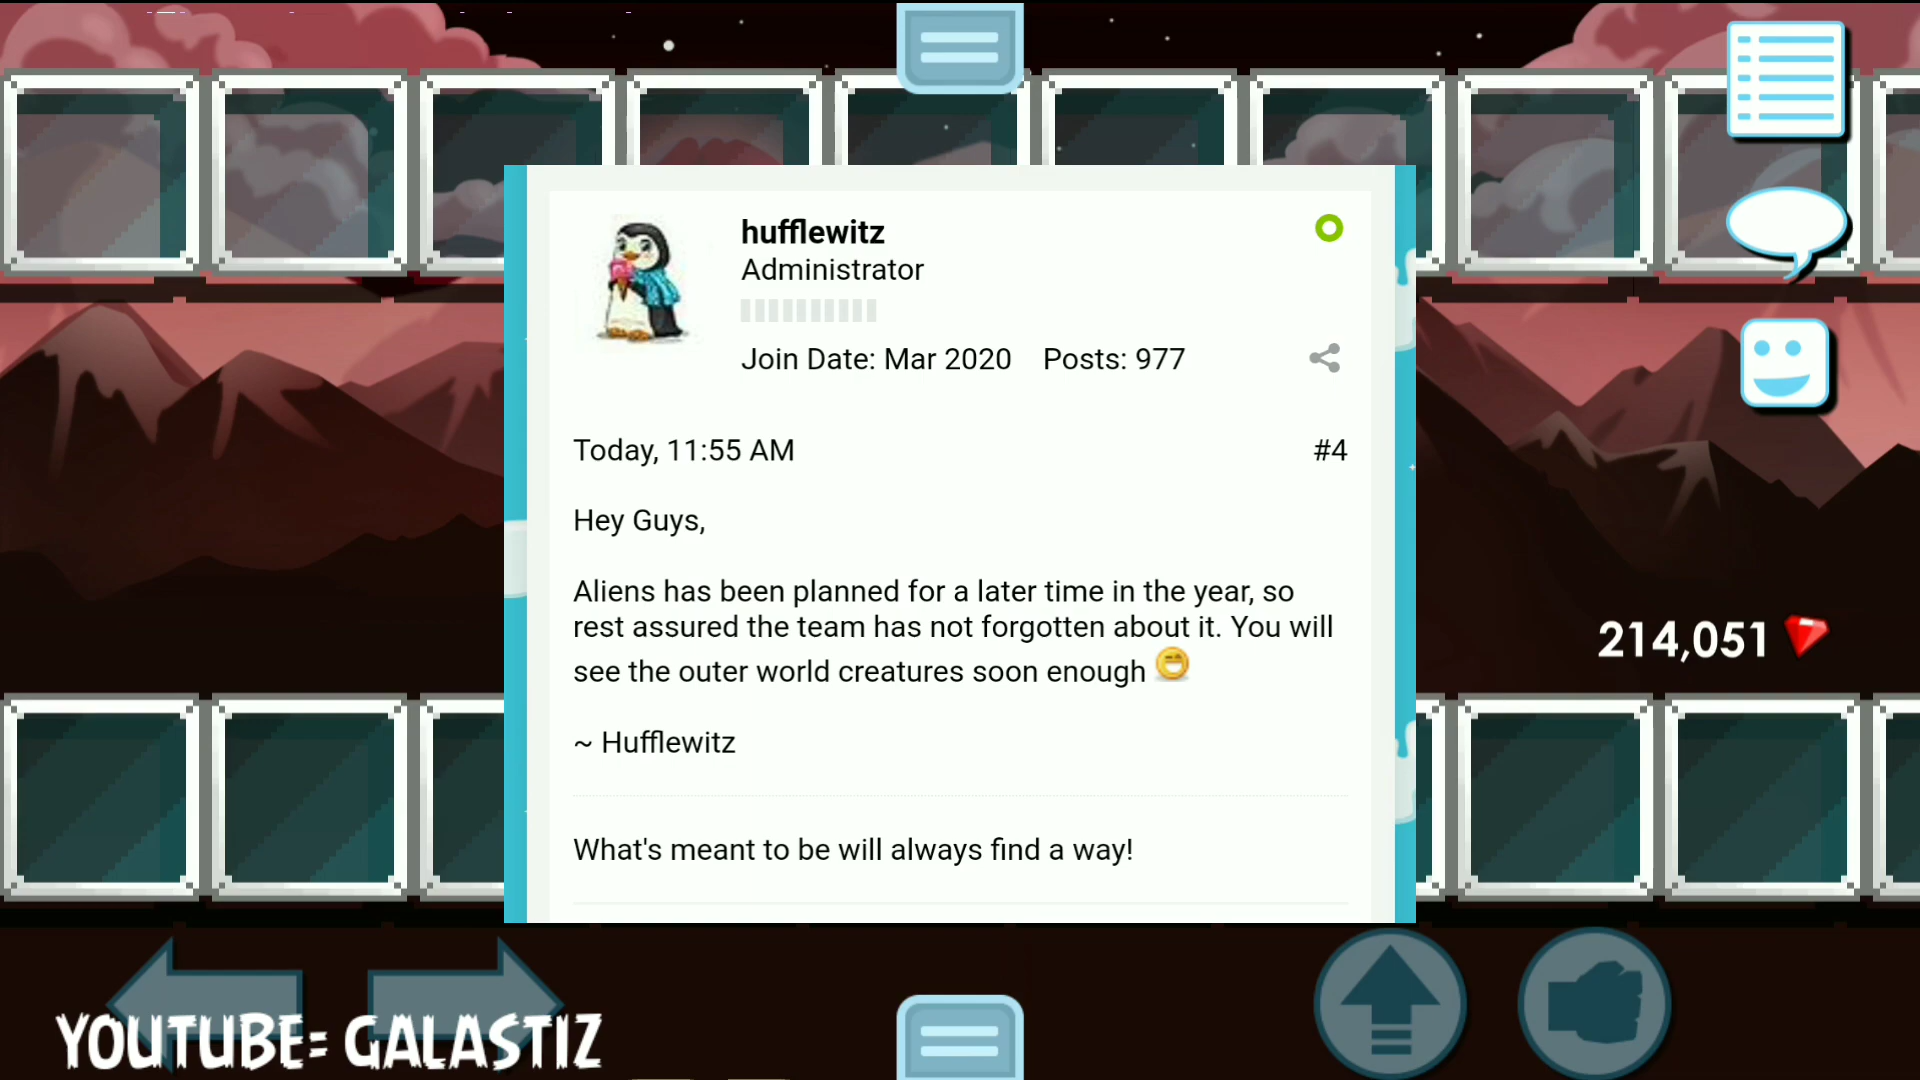 hufflewitz
Administrator
Join Date: Mar 2020 Posts: 977
Today, 11:55 AM #4
Hey Guys,
Aliens has been planned for a later time in the year, so
rest assured the team has not forgotten about it. You will
see the outer world creatures soon enough
~ Hufflewitz
What's meant to be will always find a way!
214,051
YOUTUBE= GALASTIZ